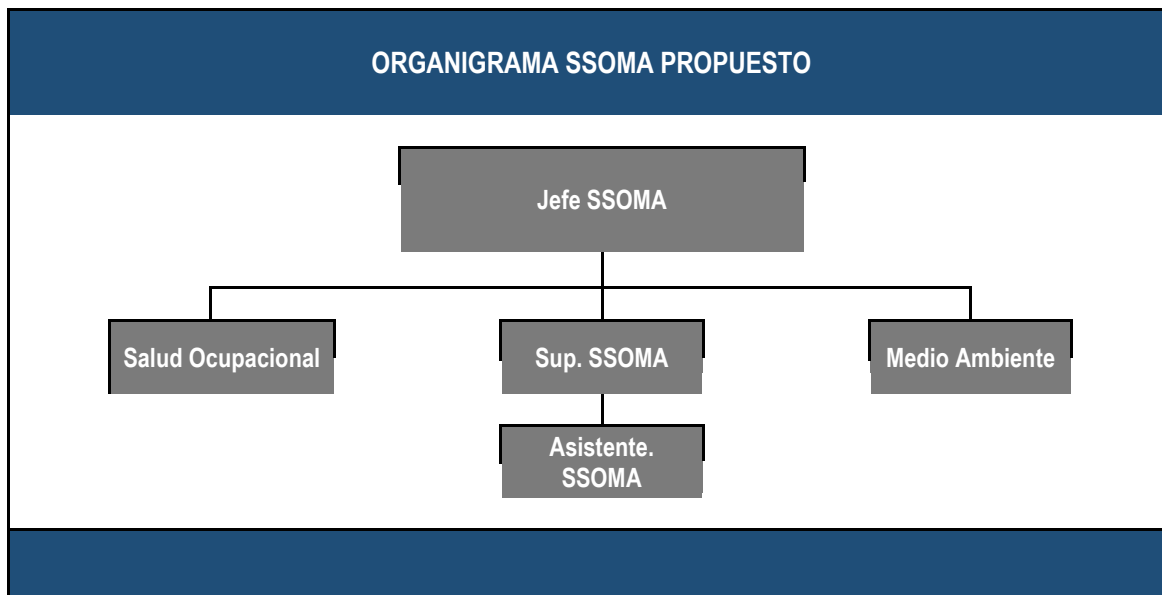 ORGANIGRAMA SSOMA PROPUESTO
Jefe SSOMA
Salud Ocupacional
Sup. SSOMA
Medio Ambiente
Asistente.
SSOMA